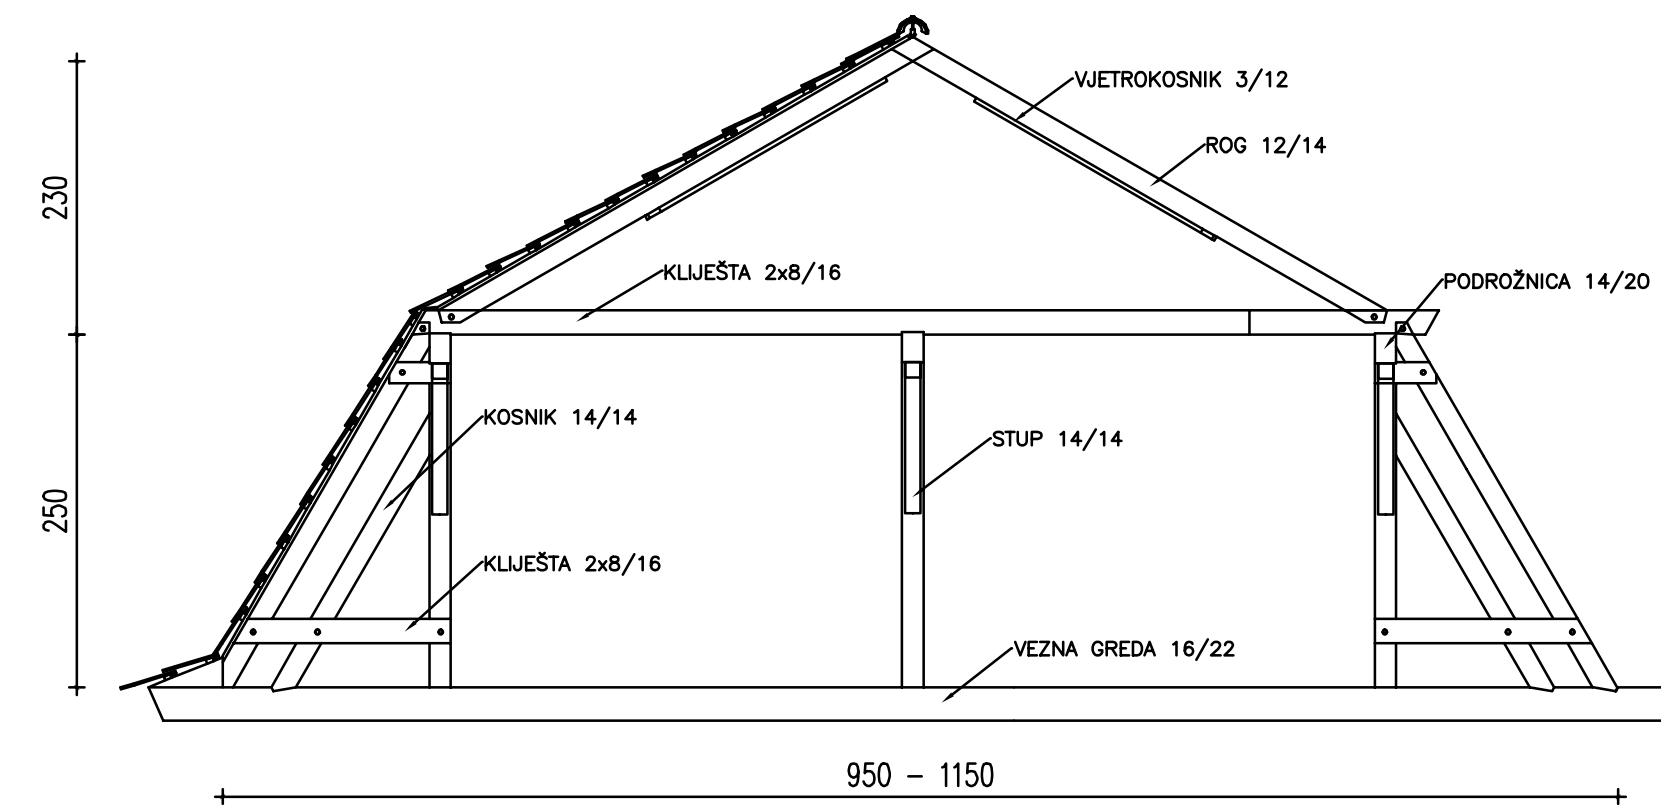 VJETROKOSNIK 3/12
ROG 12/14
230
KLIJEŠTA 2x8/16
PODROŽNICA 14/20
KOSNIK 14/14
STUP 14/14
250
KLIJEŠTA 2x8/16
VEZNA GREDA 16/22
950 - 1150